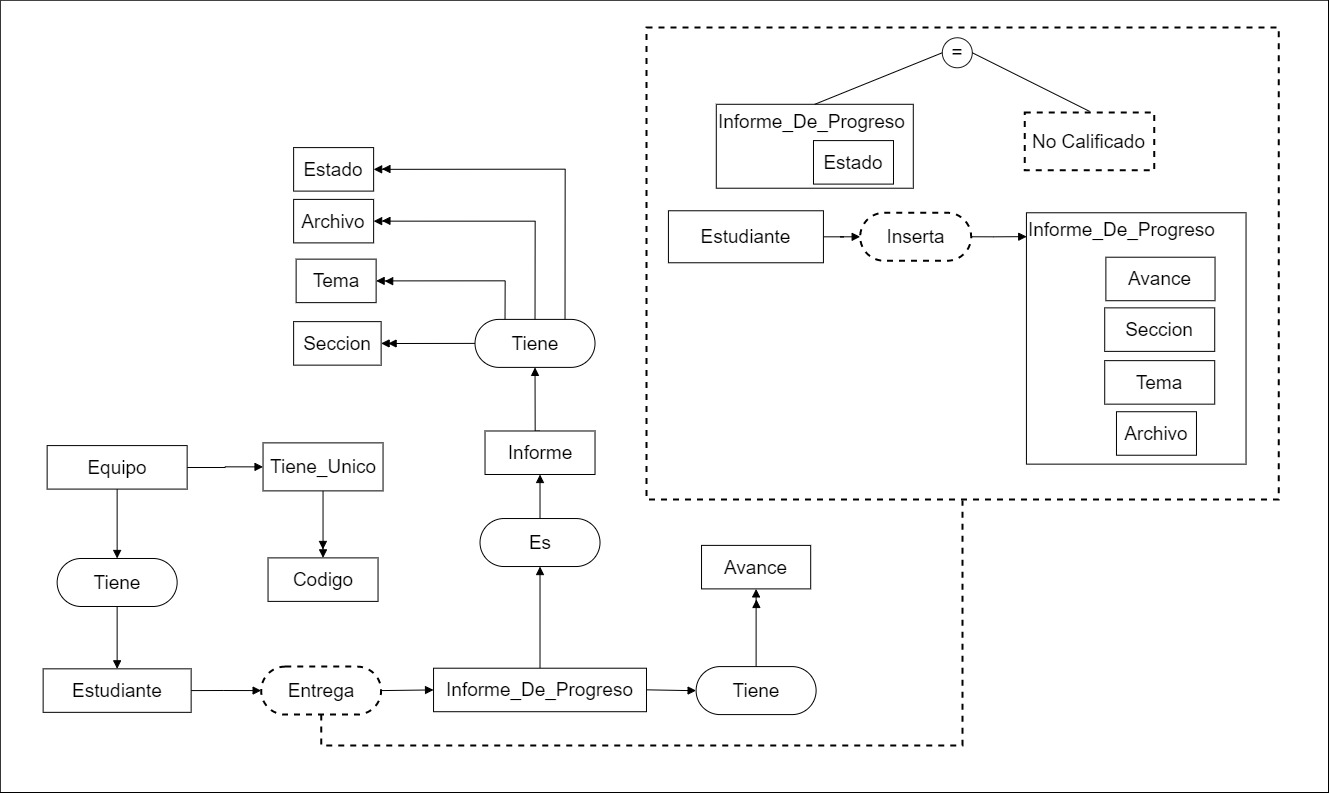 =
Informe_De_Progreso
Estado
No Calificado
Estudiante
Inserta
Informe_De_Progreso
Avance
Seccion
Tema
Archivo
Estado
Archivo
Tema
Seccion
Tiene
Informe
Equipo
Tiene_Unico
Es
Codigo
Tiene
Avance
Estudiante
Entrega
Informe_De_Progreso
Tiene